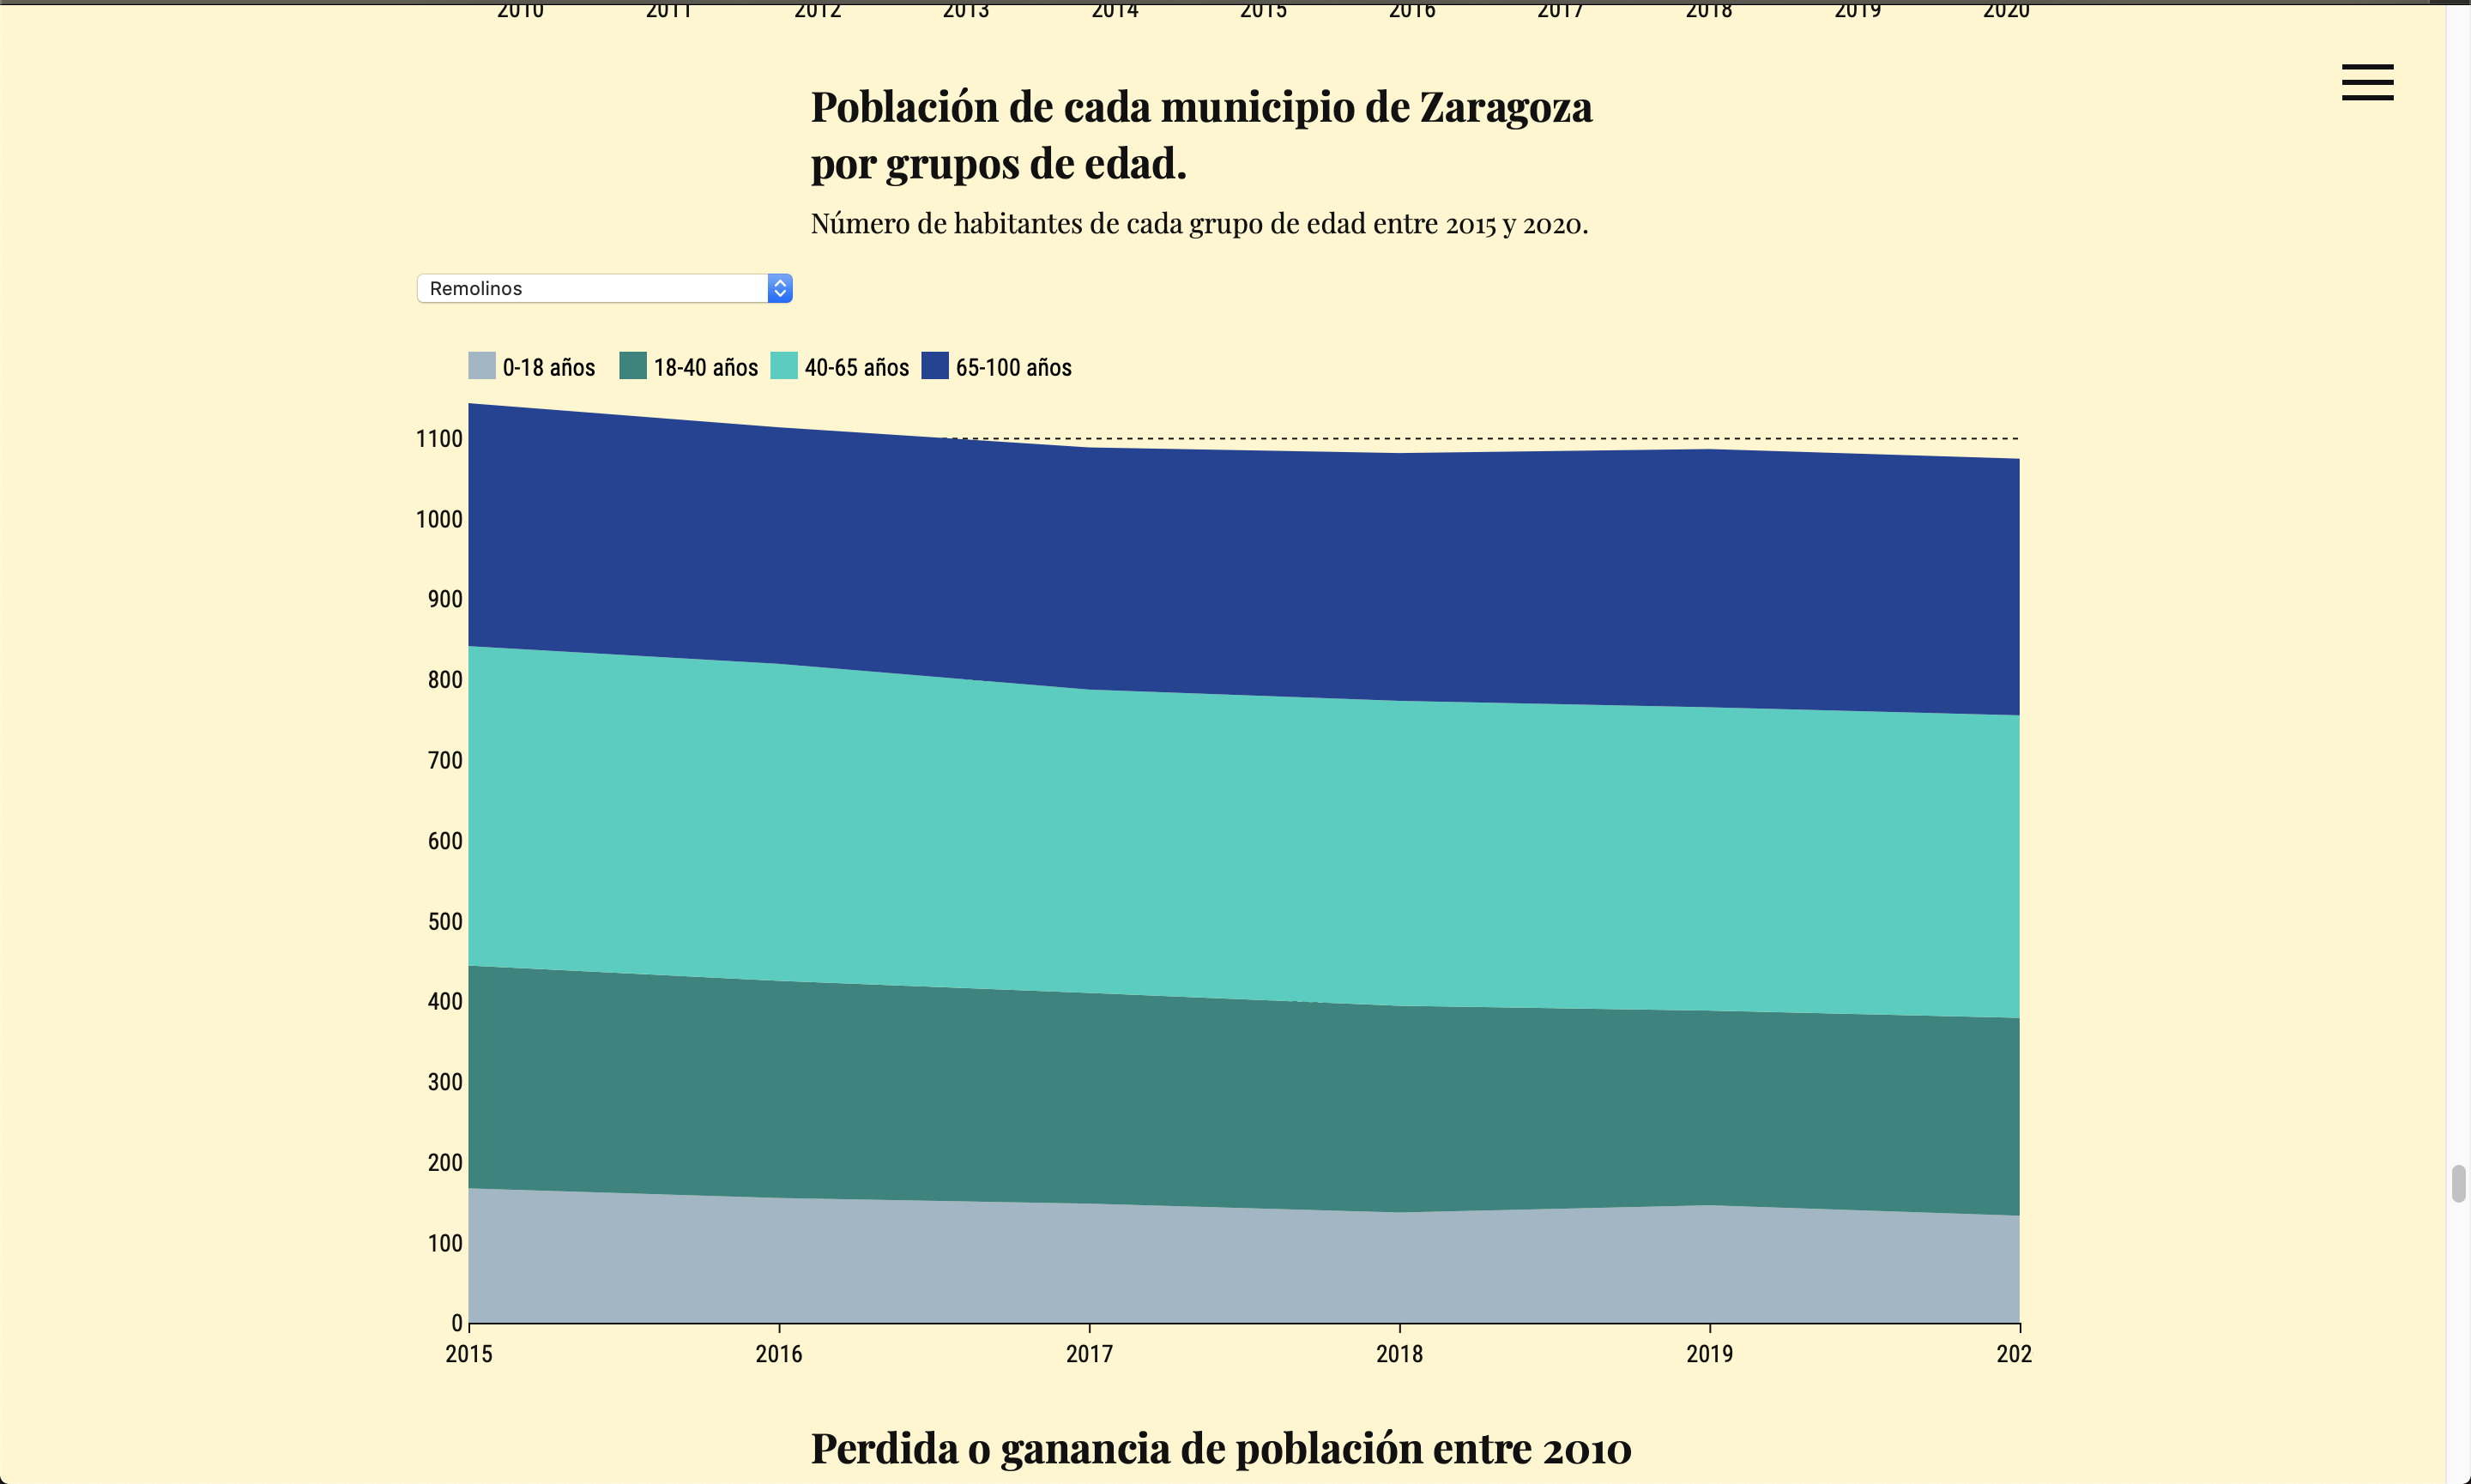 2010 2011 2012 2013 2014 2015 2016 2017 2018 2019 2020
Población de cada municipio de Zaragoza
por grupos de edad.
Número de habitantes de cada grupo de edad entre 2015 y 2020.
Remolinos
0-18 años 18-40 años 40-65 años 65-100 años
1100
1000
900
800
700
600
500
400
300
200
100
0
2015 2016 2017 2018 2019 202
Perdida o ganancia de población entre 2010